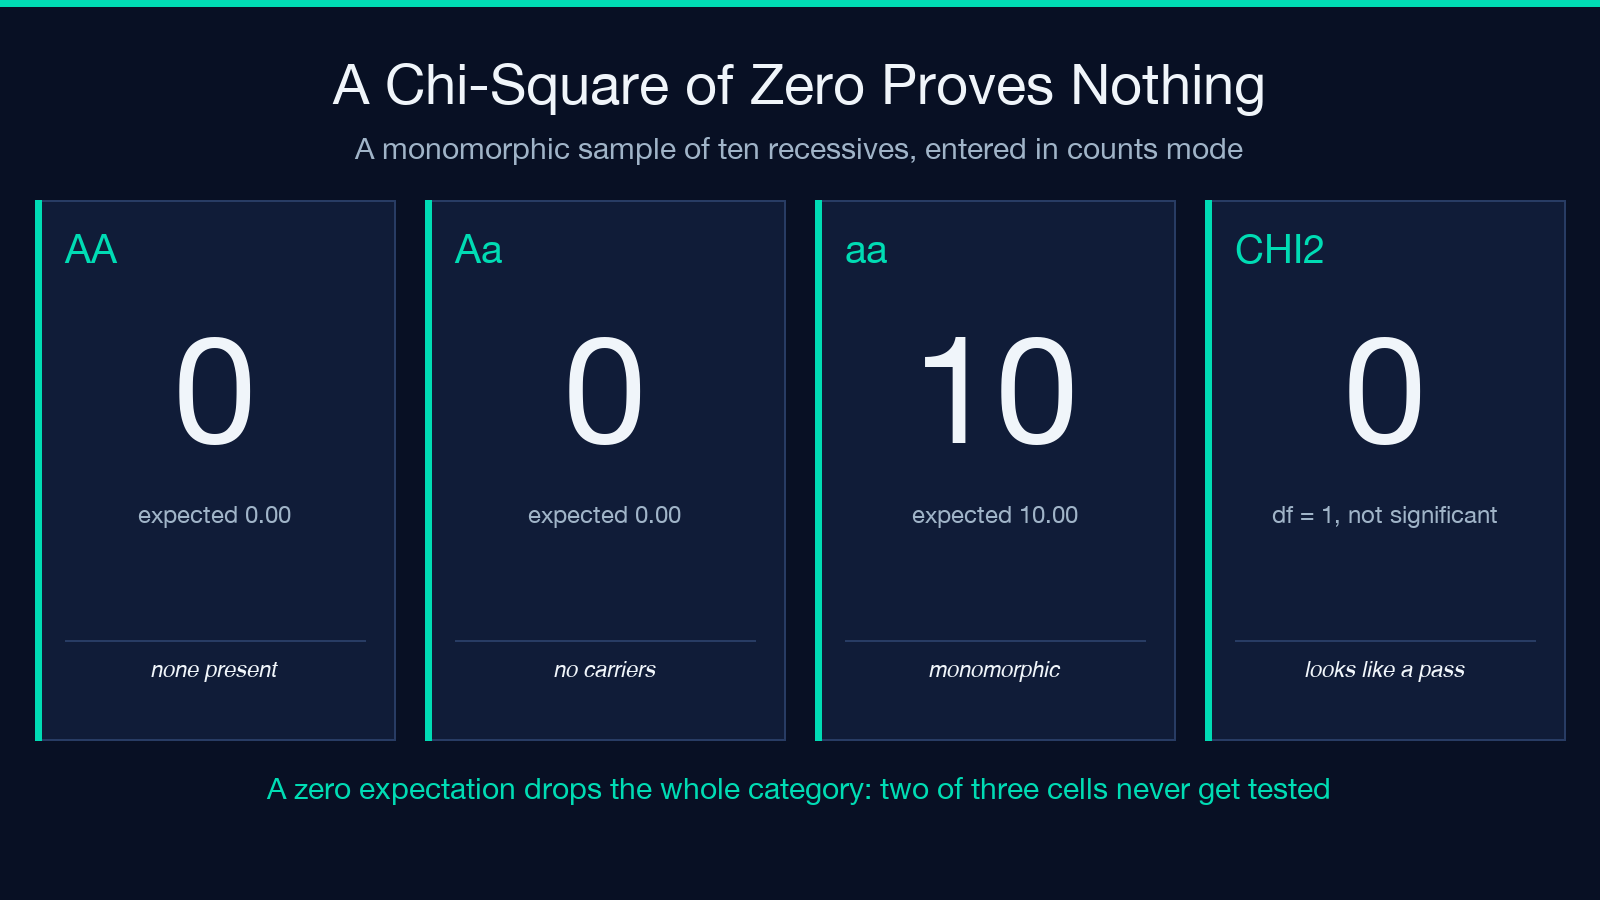 A Chi-Square of Zero Proves Nothing
A monomorphic sample of ten recessives, entered in counts mode
AA
0
expected 0.00
none present
Aa
0
expected 0.00
no carriers
aa
10
expected 10.00
monomorphic
CHI2
0
df = 1, not significant
looks like a pass
A zero expectation drops the whole category: two of three cells never get tested